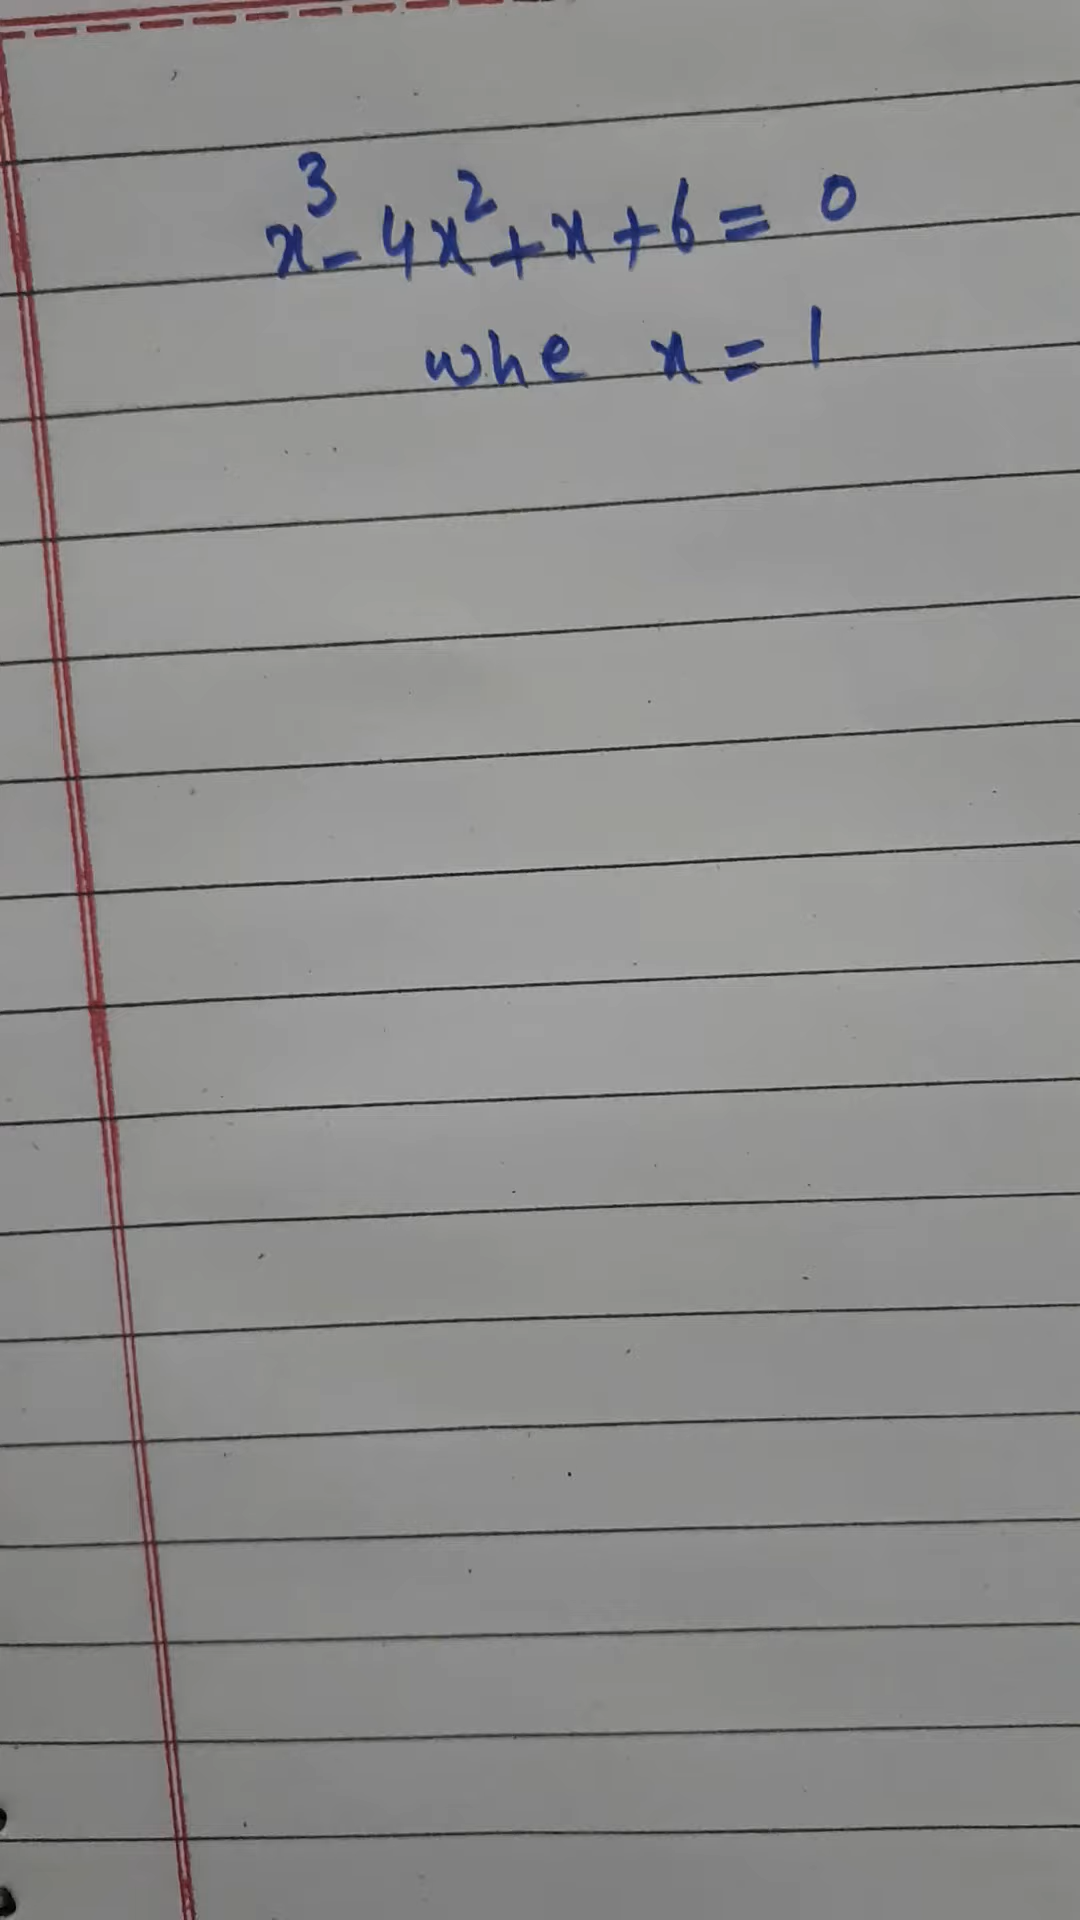 x³ - 4x² + x + 6 = 0
whe x = 1